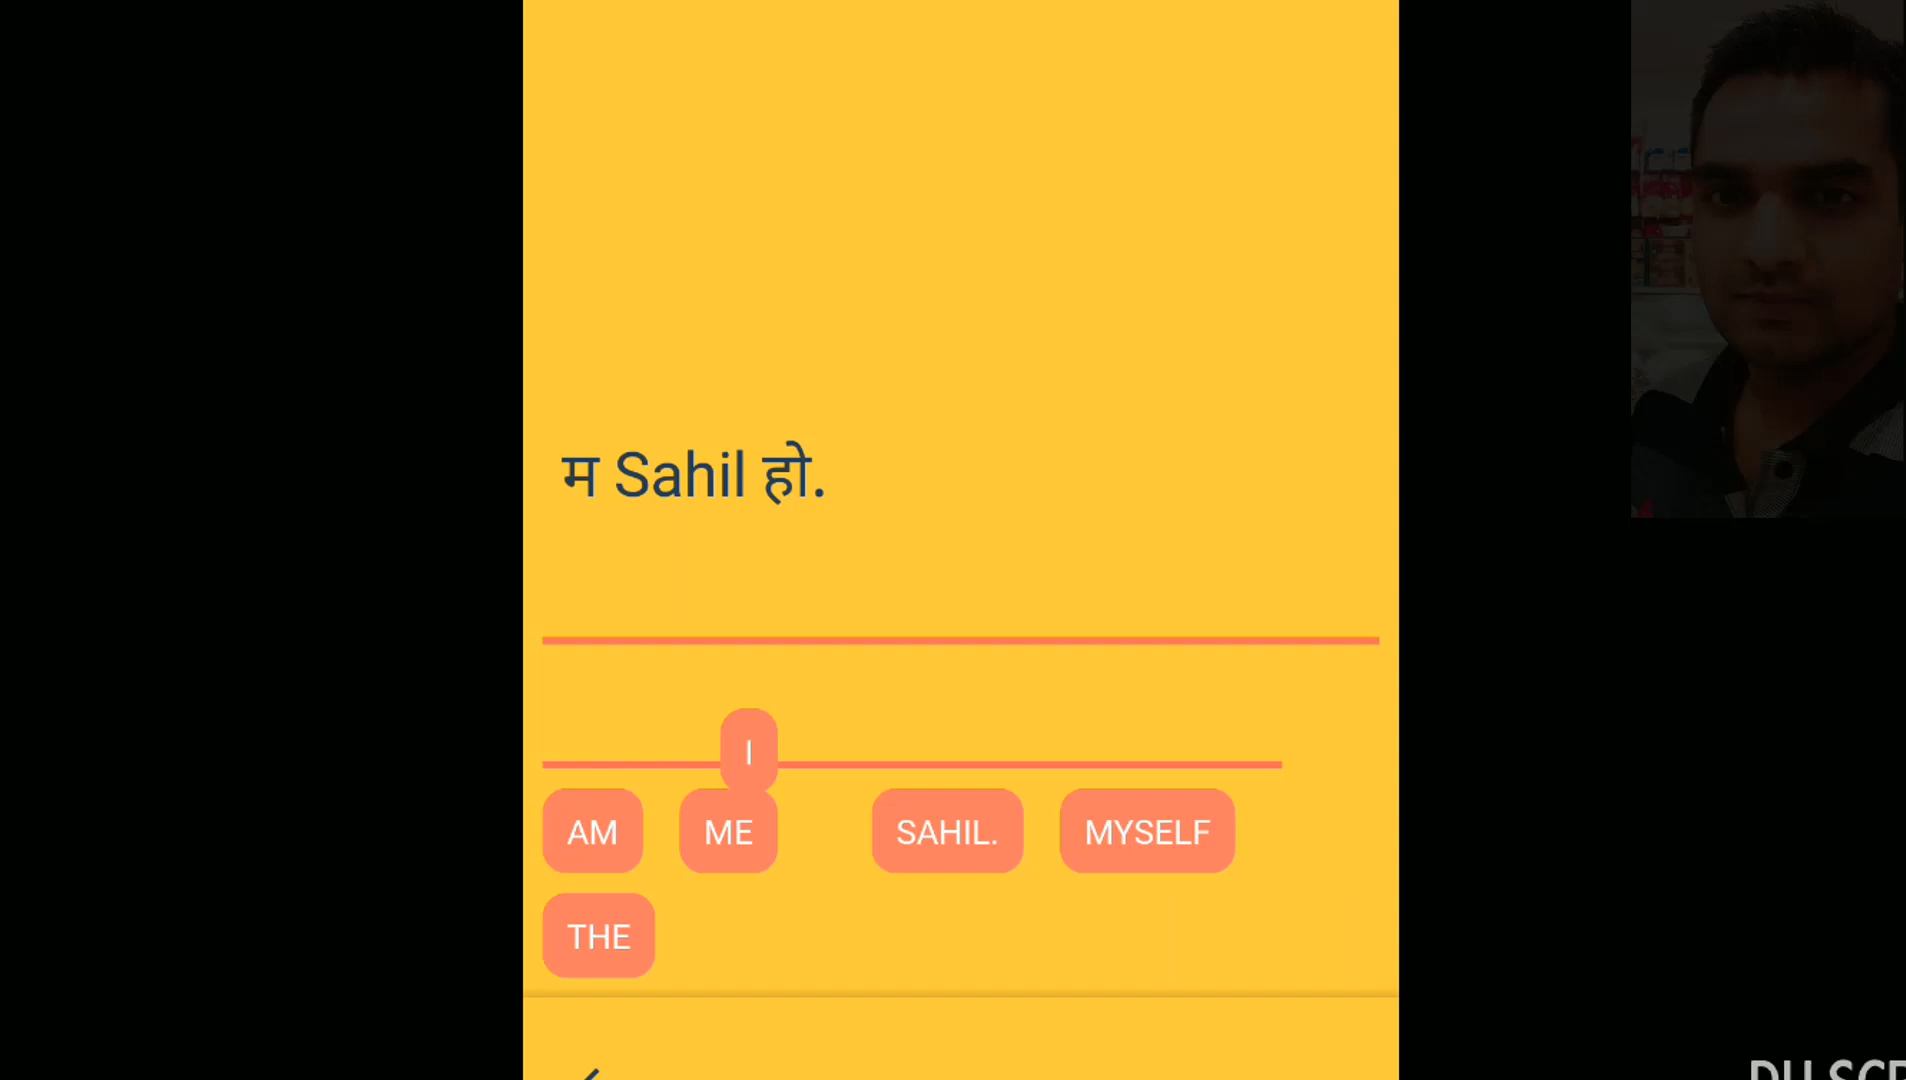 म Sahil हो.
I
AM ME SAHIL. MYSELF
THE